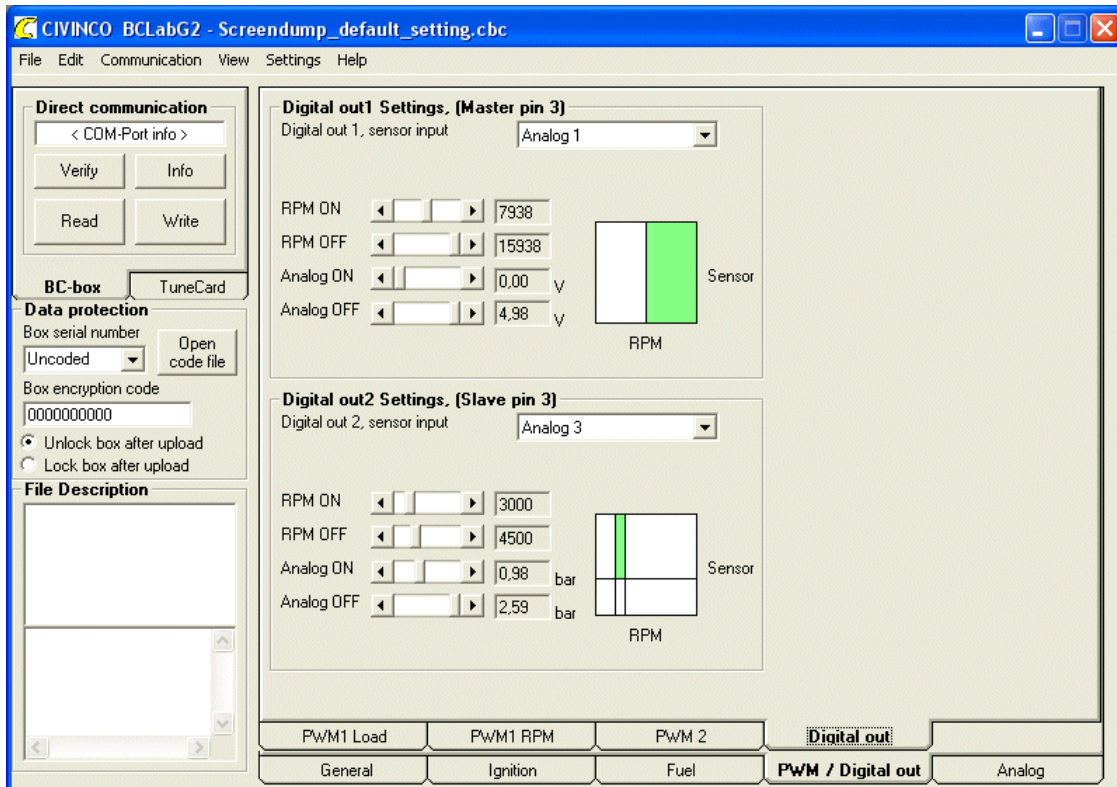 CIVINCO BCLabG2 - Screendump_default_setting.cbc
File Edit Communication View Settings Help
Direct communication
< COM-Port info >
Verify Info
Read Write
BC-box TuneCard
Data protection
Box serial number
Uncoded
Open
code file
Box encryption code
0000000000
Unlock box after upload
Lock box after upload
File Description
Digital out1 Settings, (Master pin 3)
Digital out 1, sensor input Analog 1
RPM ON 7938
RPM OFF 15938
Analog ON 0,00 V
Analog OFF 4,98 V
Sensor
RPM
Digital out2 Settings, (Slave pin 3)
Digital out 2, sensor input Analog 3
RPM ON 3000
RPM OFF 4500
Analog ON 0,98 bar
Analog OFF 2,59 bar
Sensor
RPM
PWM1 Load PWM1 RPM PWM 2 Digital out
General Ignition Fuel PWM / Digital out Analog